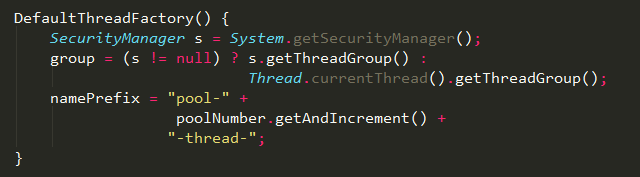 DefaultThreadFactory() {
SecurityManager s = System.getSecurityManager();
group = (s != null) ? s.getThreadGroup() :
Thread.currentThread().getThreadGroup();
namePrefix = "pool-" +
poolNumber.getAndIncrement() +
"-thread-";
}